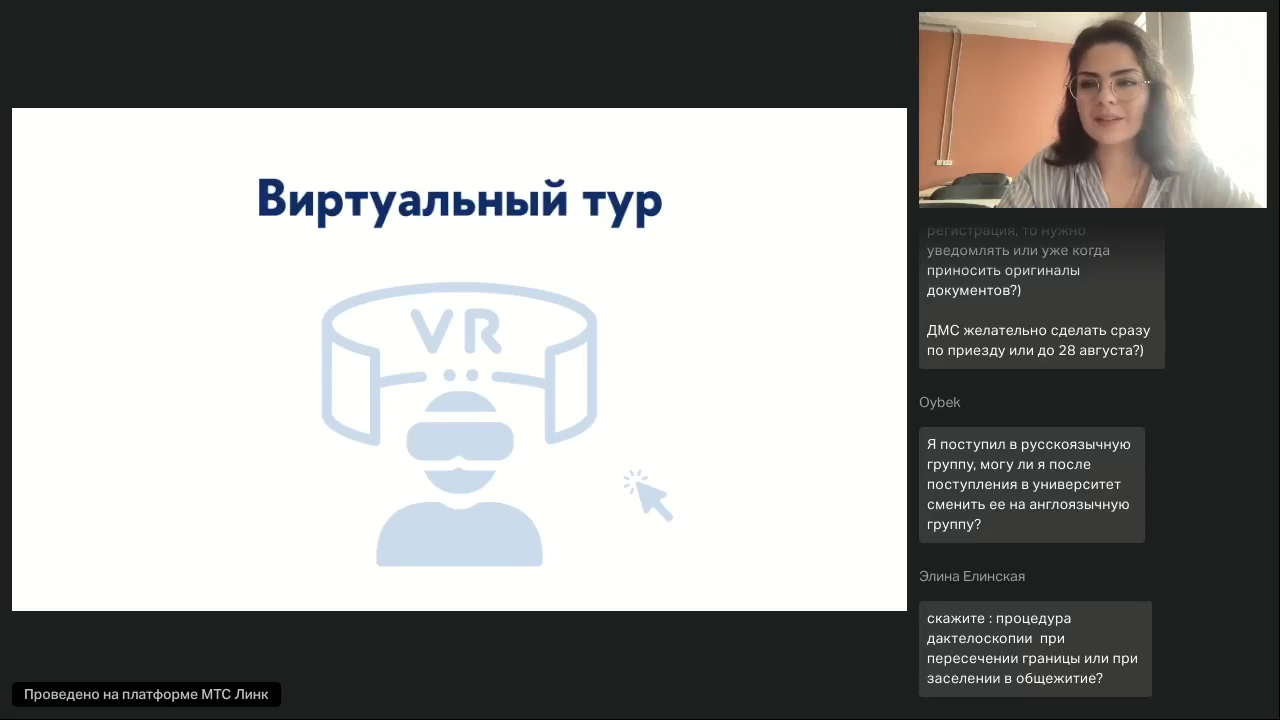 Виртуальный тур
VR
регистрация, то нужно
уведомлять или уже когда
приносить оригиналы
документов?)
ДМС желательно сделать сразу
по приезду или до 28 августа?)
Oybek
Я поступил в русскоязычную
группу, могу ли я после
поступления в университет
сменить ее на англоязычную
группу?
Элина Елинская
скажите : процедура
дактелоскопии при
пересечении границы или при
заселении в общежитие?
Проведено на платформе МТС Линк